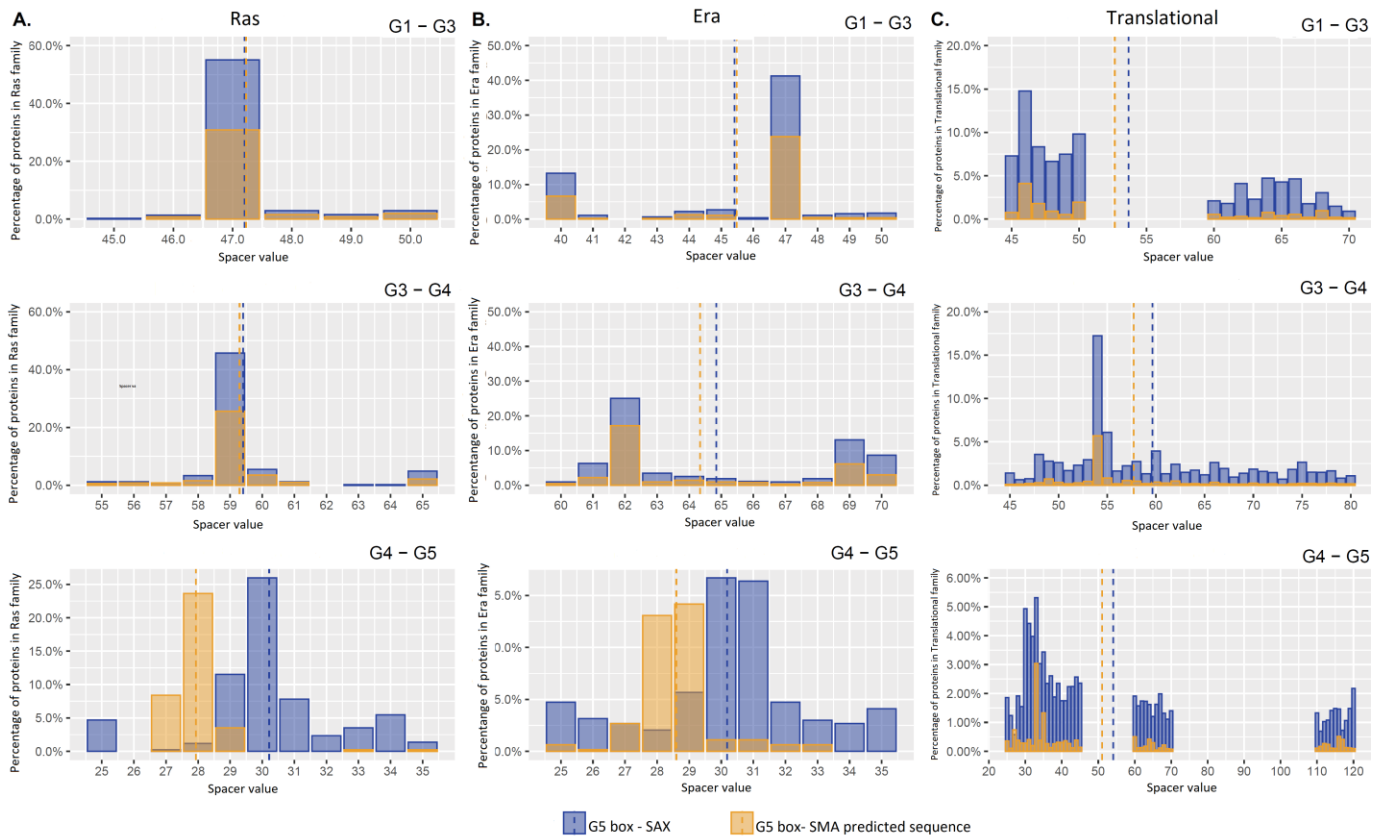 A.
Ras
G1 – G3
Percentage of proteins in Ras family
60.0%
40.0%
20.0%
0.0%
45.0 46.0 47.0 48.0 49.0 50.0
Spacer value
G3 – G4
Percentage of proteins in Ras family
60.0%
40.0%
20.0%
0.0%
55 56 57 58 59 60 61 62 63 64 65
Spacer value
G4 – G5
Percentage of proteins in Ras family
25.0%
20.0%
15.0%
10.0%
5.0%
0.0%
25 26 27 28 29 30 31 32 33 34 35
Spacer value
B.
Era
G1 – G3
Percentange of proteins in Era family
50.0%
40.0%
30.0%
20.0%
10.0%
0.0%
40 41 42 43 44 45 46 47 48 49 50
Spacer value
G3 – G4
Percentange of proteins in Era family
50.0%
40.0%
30.0%
20.0%
10.0%
0.0%
60 61 62 63 64 65 66 67 68 69 70
Spacer value
G4 – G5
Percentange of proteins in Era family
5.0%
0.0%
5.0%
0.0%
25 26 27 28 29 30 31 32 33 34 35
Spacer value
C.
Translational
G1 – G3
Percentage of proteins in Translational family
20.0%
15.0%
10.0%
5.0%
0.0%
45 50 55 60 65 70
Spacer value
G3 – G4
Percentage of proteins in Translational family
20.0%
15.0%
10.0%
5.0%
0.0%
45 50 55 60 65 70 75 80
Spacer value
G4 – G5
Percentage of proteins in Translational family
6.00%
5.00%
4.00%
3.00%
2.00%
1.00%
0.00%
20 30 40 50 60 70 80 90 100 110 120
Spacer value
G5 box - SAX
G5 box- SMA predicted sequence